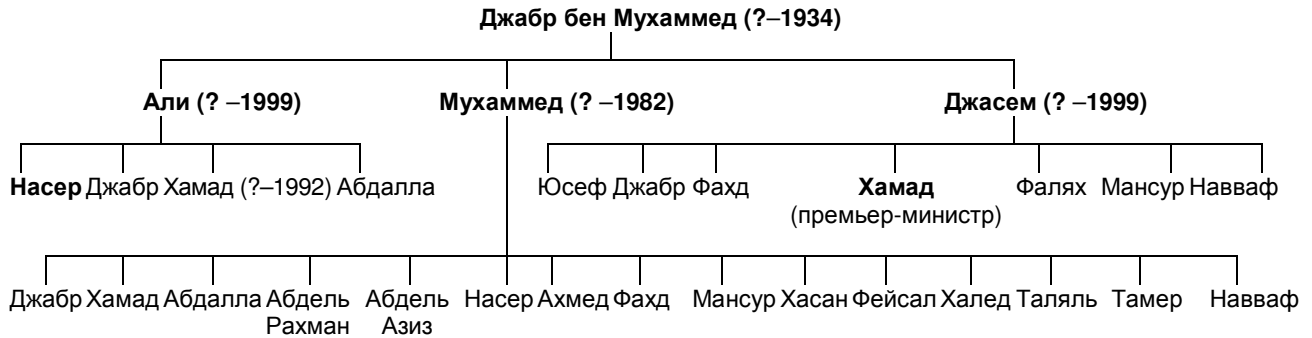 Джабр бен Мухаммед (?–1934)
Али (? –1999) Мухаммед (? –1982) Джасем (? –1999)
Насер Джабр Хамад (?–1992) Абдалла Юсеф Джабр Фахд Хамад Фалях Мансур Навваф
(премьер-министр)
Джабр Хамад Абдалла Абдель Абдель Насер Ахмед Фахд Мансур Хасан Фейсал Халед Таляль Тамер Навваф
Рахман Азиз